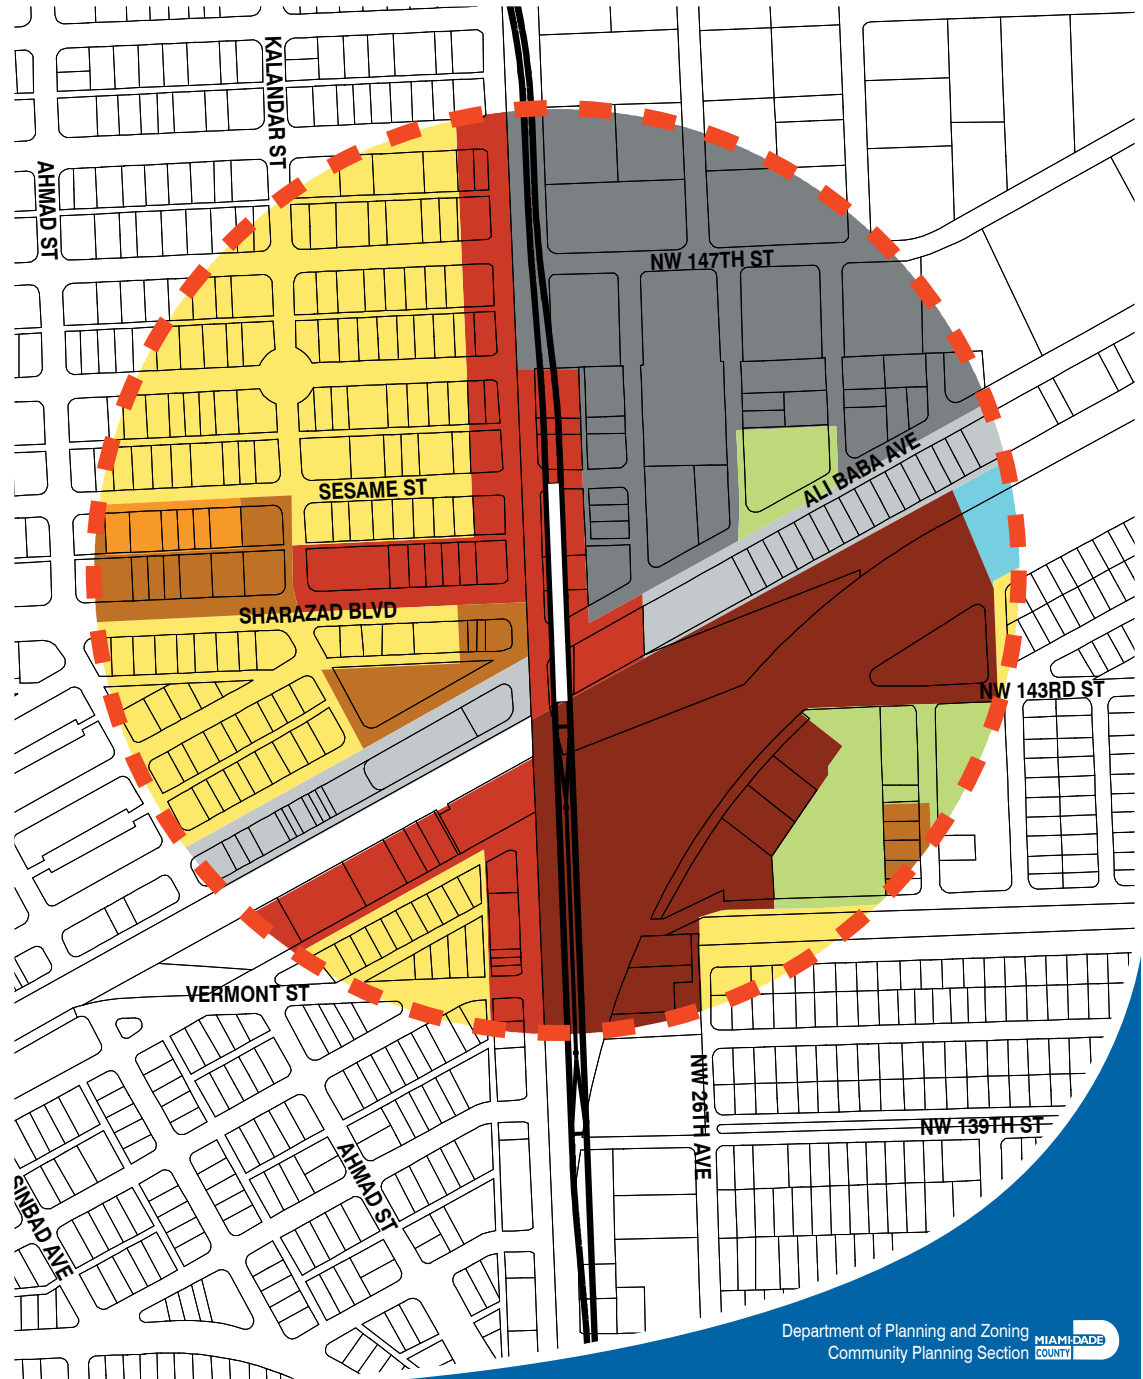 KALANDAR ST
AHMAD ST
NW 147TH ST
ALI BABA AVE
SESAME ST
SHARAZAD BLVD
NW 143RD ST
VERMONT ST
NW 26TH AVE
NW 139TH ST
AHMAD ST
SINBAD AVE
Department of Planning and Zoning
Community Planning Section
MIAMI-DADE
COUNTY